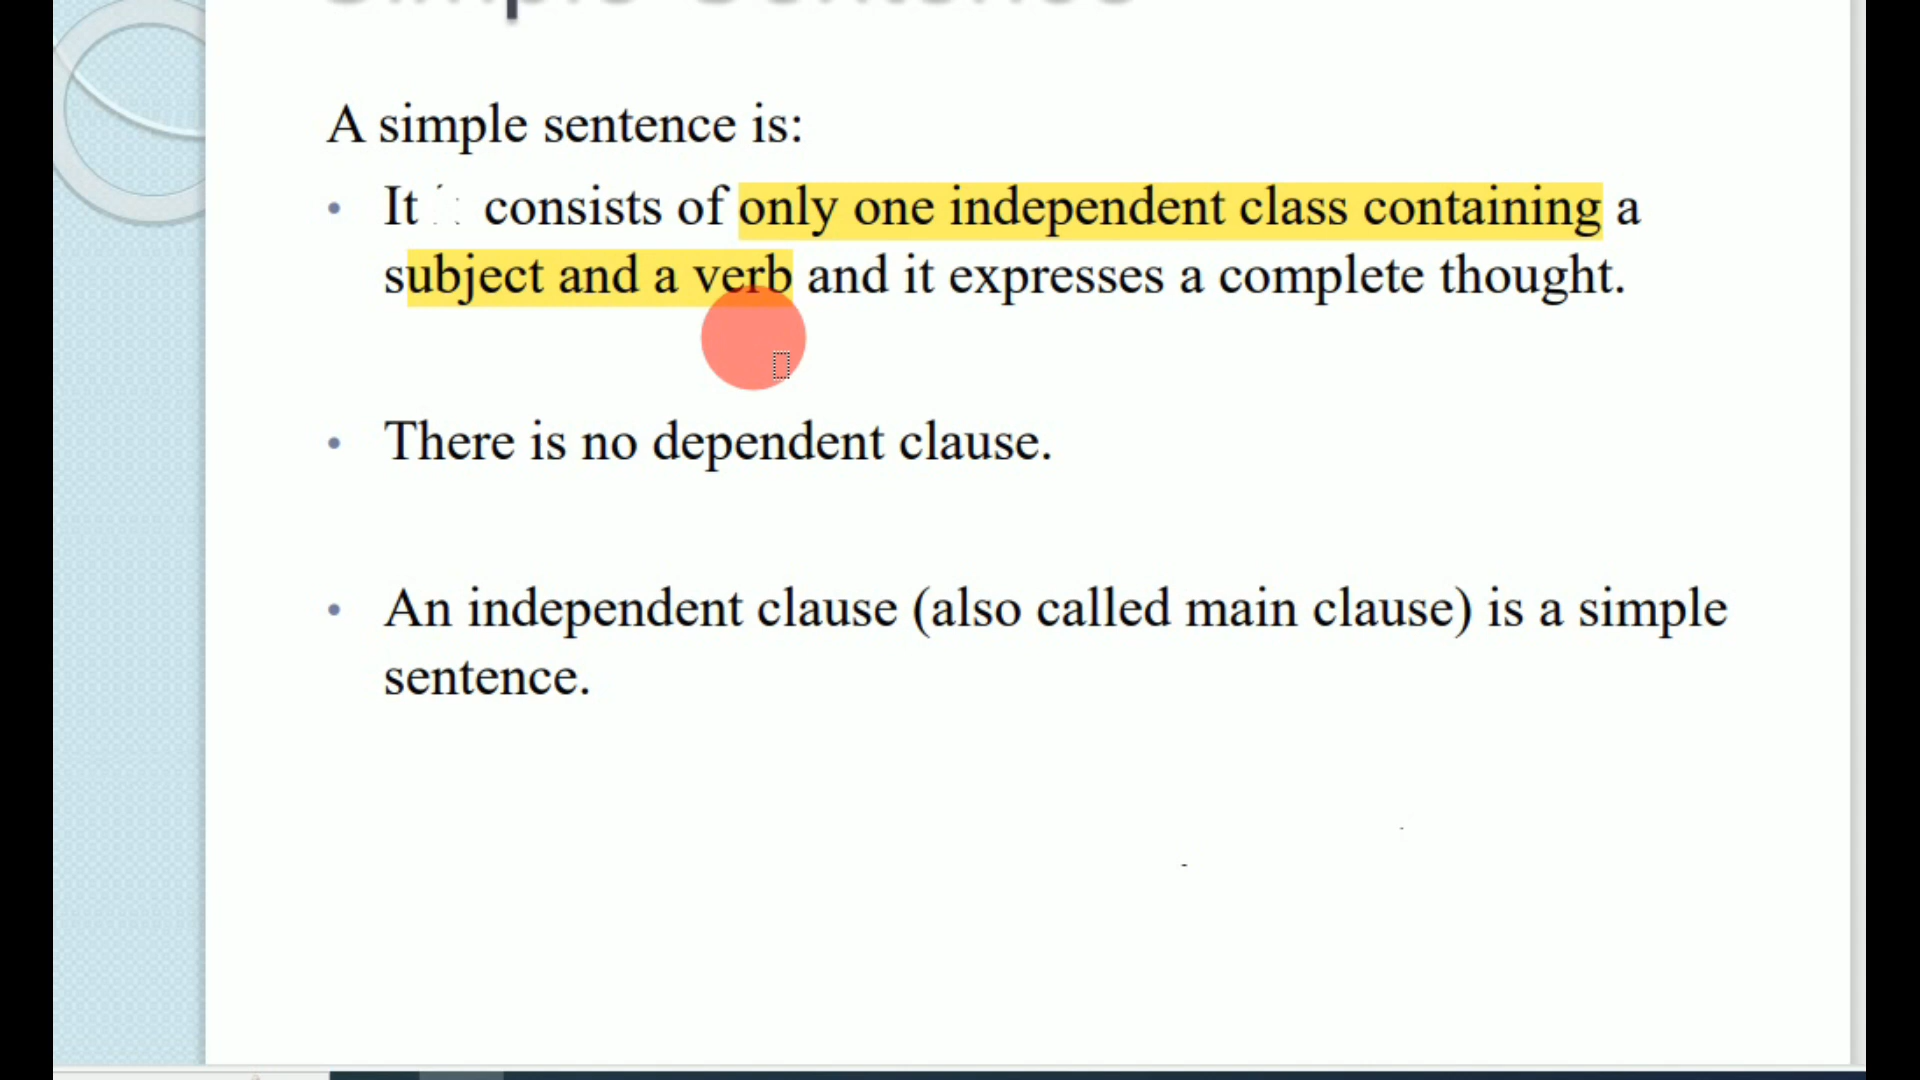 A simple sentence is:
• It consists of only one independent class containing a
subject and a verb and it expresses a complete thought.
• There is no dependent clause.
• An independent clause (also called main clause) is a simple
sentence.